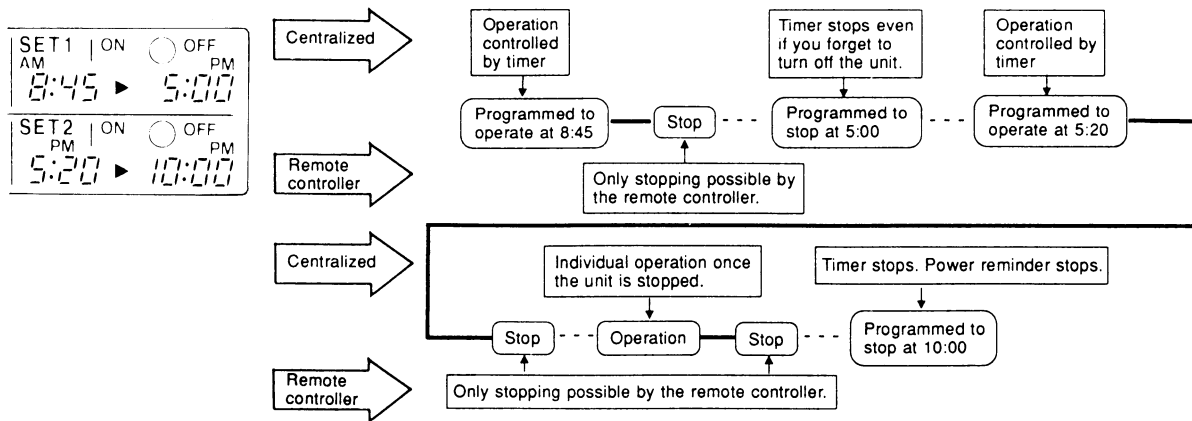 SET1 ON OFF
AM PM
8:45 ▶ 5:00
SET2 ON OFF
PM PM
5:20 ▶ 10:00
Centralized
Operation
controlled
by timer
Timer stops even
if you forget to
turn off the unit.
Operation
controlled by
timer
Programmed to
operate at 8:45
Stop
Programmed to
stop at 5:00
Programmed to
operate at 5:20
Remote
controller
Only stopping possible by
the remote controller.
Centralized
Individual operation once
the unit is stopped.
Timer stops. Power reminder stops.
Stop
Operation
Stop
Programmed to
stop at 10:00
Remote
controller
Only stopping possible by the remote controller.